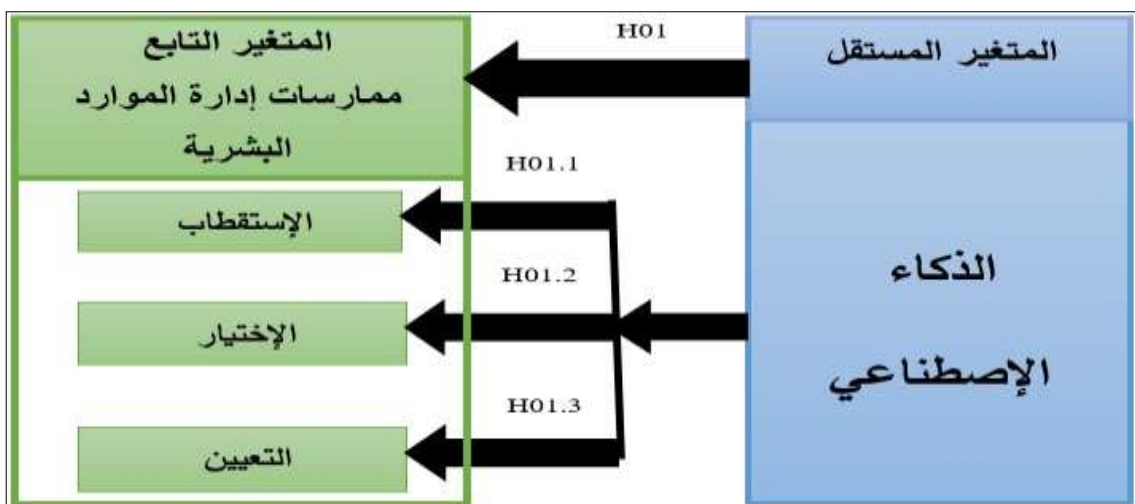 المتغير المستقل
الذكاء
الإصطناعي
H01
H01.1
H01.2
H01.3
المتغير التابع
ممارسات إدارة الموارد
البشرية
الإستقطاب
الإختيار
التعيين